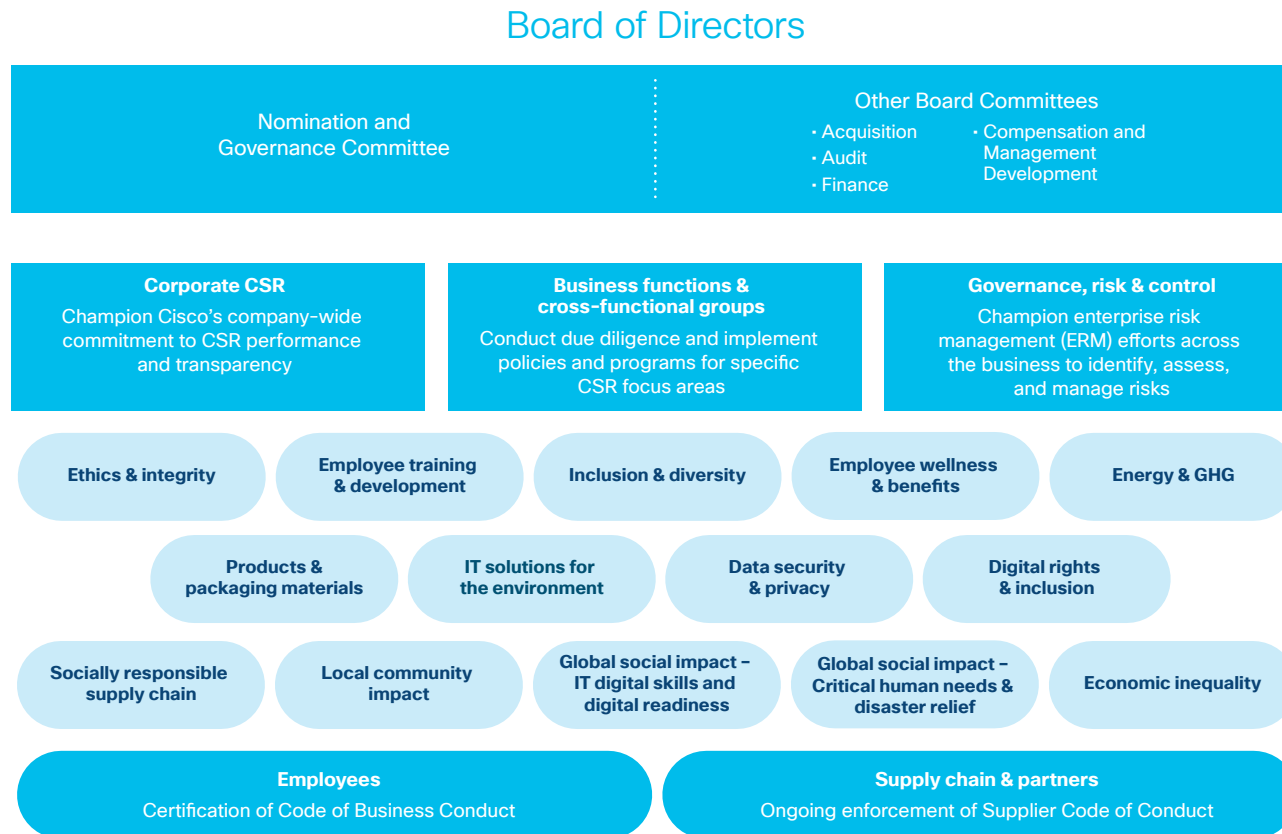 Board of Directors
Nomination and
Governance Committee
Other Board Committees
· Acquisition
· Audit
· Finance
· Compensation and
Management
Development
Corporate CSR
Champion Cisco's company-wide
commitment to CSR performance
and transparency
Business functions &
cross-functional groups
Conduct due diligence and implement
policies and programs for specific
CSR focus areas
Governance, risk & control
Champion enterprise risk
management (ERM) efforts across
the business to identify, assess,
and manage risks
Ethics & integrity
Employee training
& development
Inclusion & diversity
Employee wellness
& benefits
Energy & GHG
Products &
packaging materials
IT solutions for
the environment
Data security
& privacy
Digital rights
& inclusion
Socially responsible
supply chain
Local community
impact
Global social impact –
IT digital skills and
digital readiness
Global social impact –
Critical human needs &
disaster relief
Economic inequality
Employees
Certification of Code of Business Conduct
Supply chain & partners
Ongoing enforcement of Supplier Code of Conduct